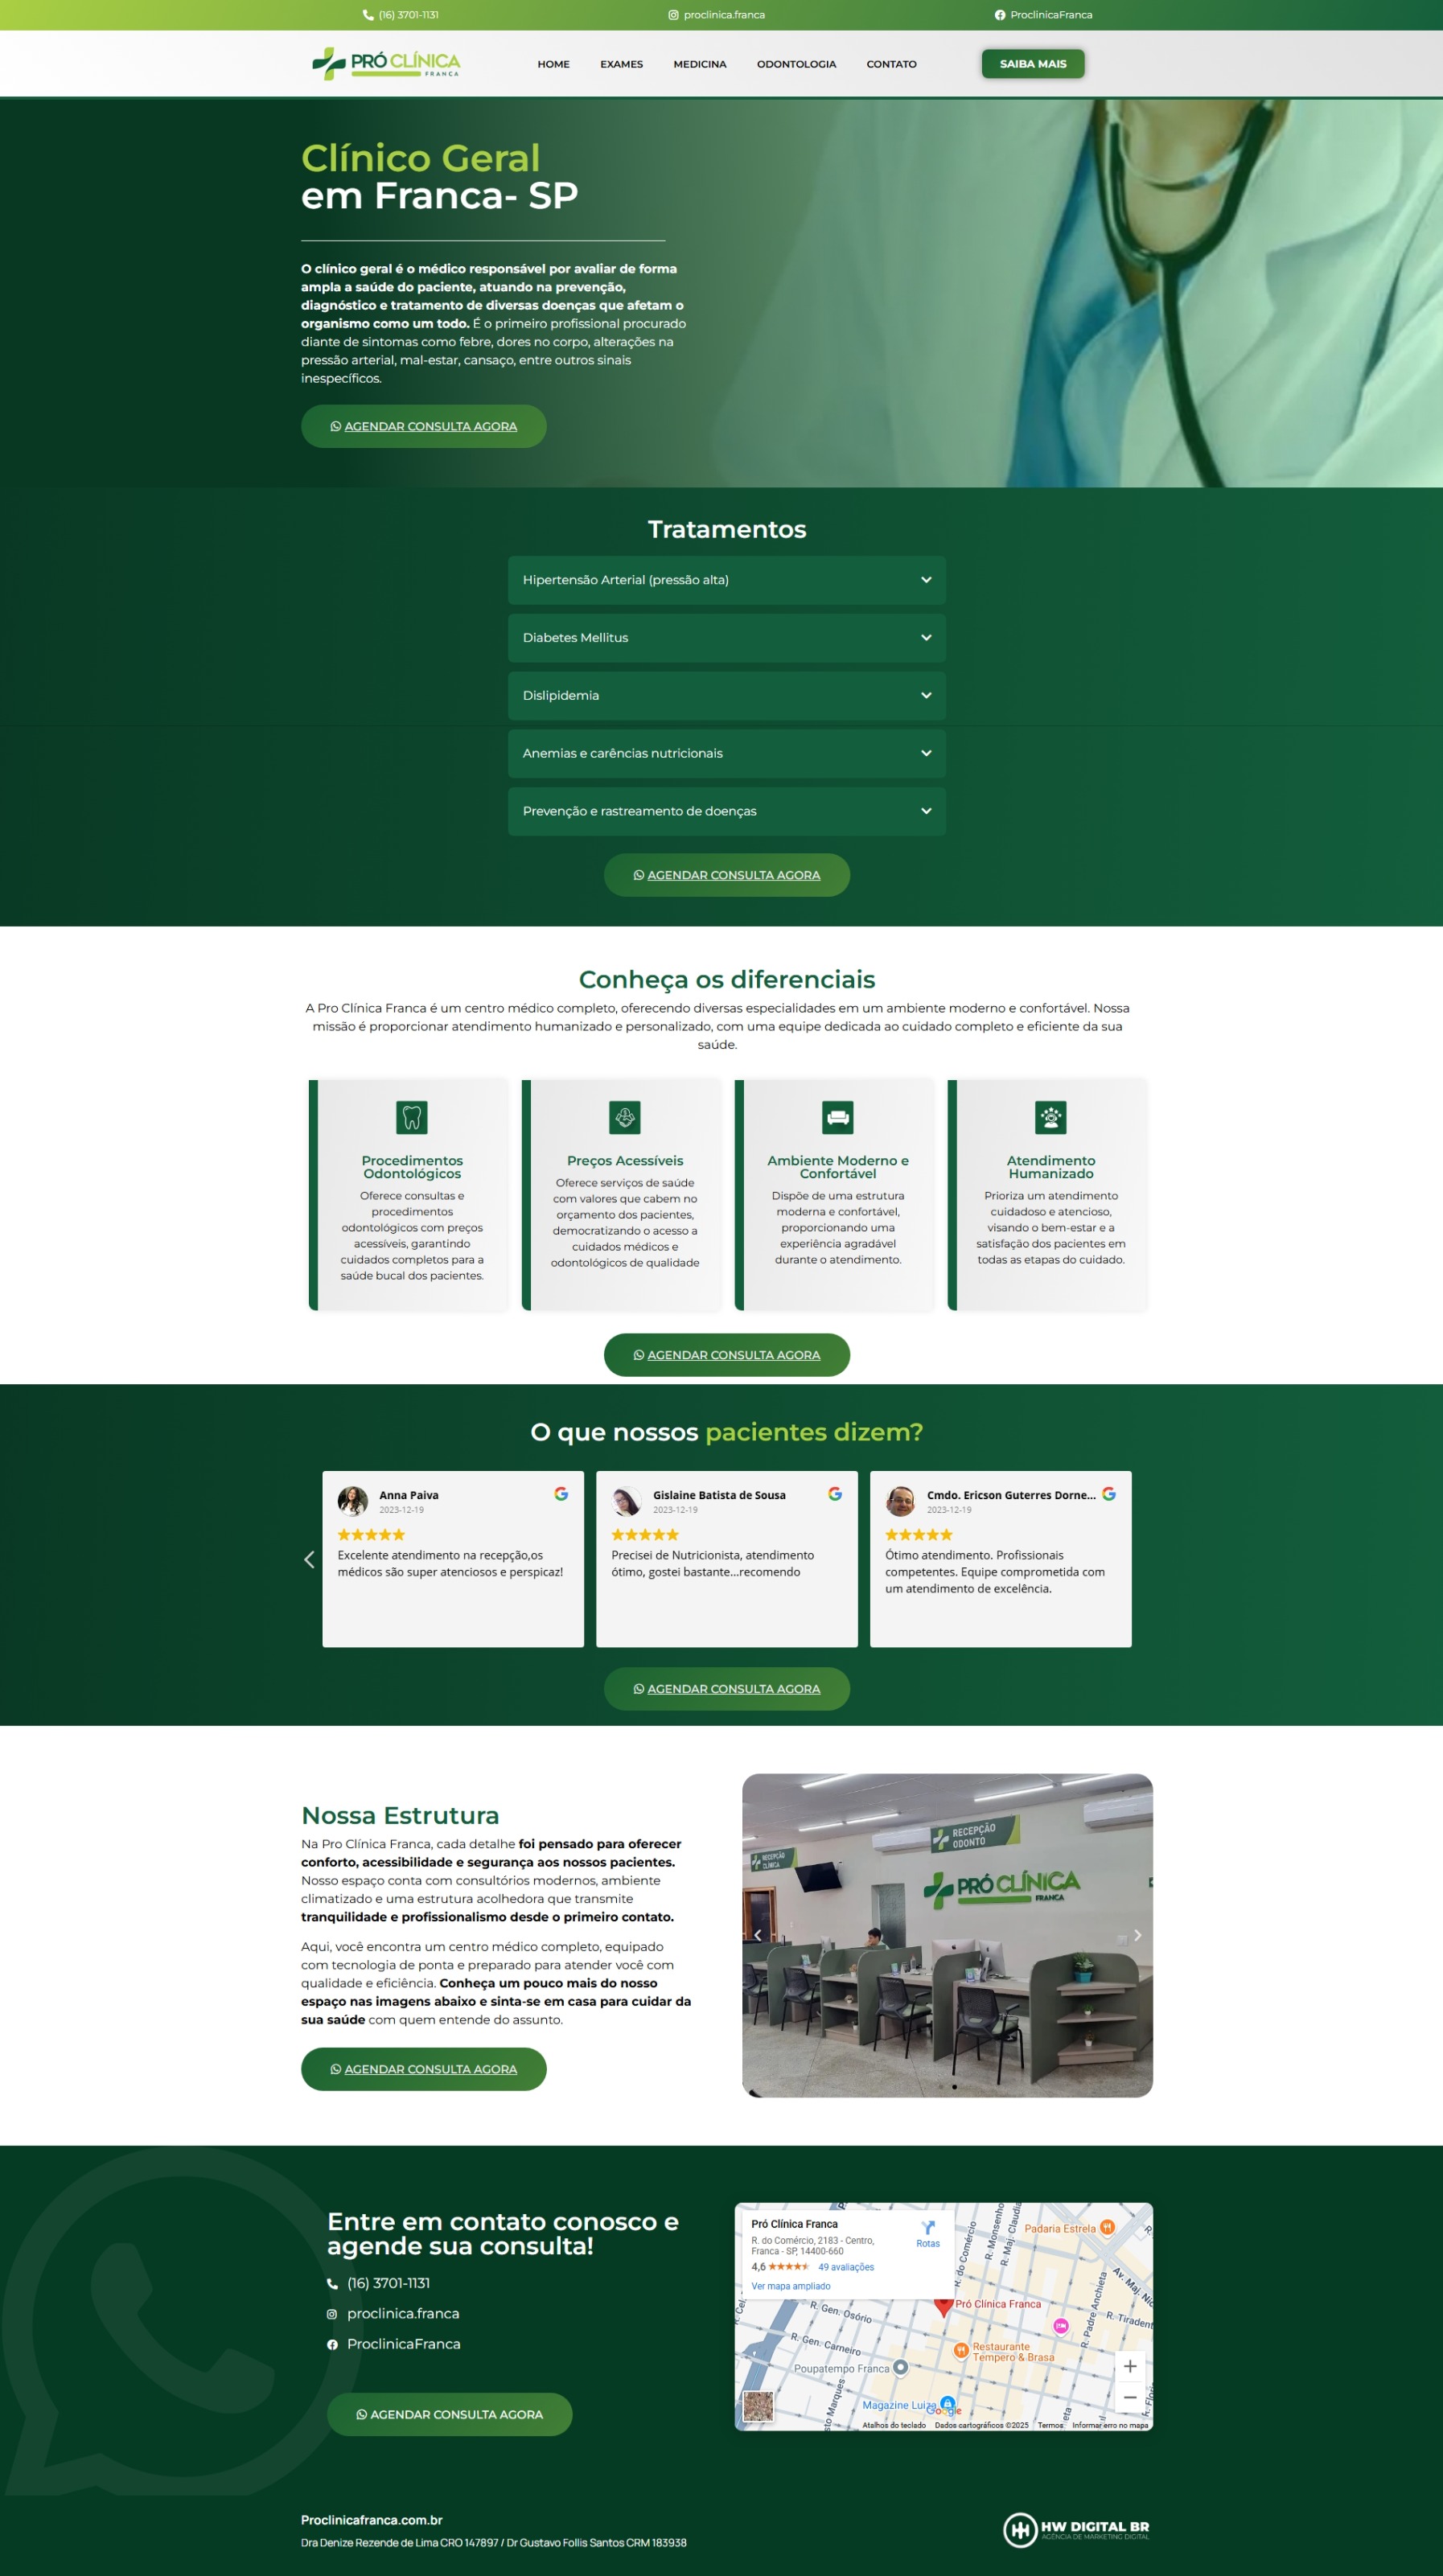 (16) 3701-1131
proclinica.franca
ProclinicaFranca
PRÓ CLÍNICA
FRANCA
HOME
EXAMES
MEDICINA
ODONTOLOGIA
CONTATO
SAIBA MAIS
Clínico Geral
em Franca- SP
O clínico geral é o médico responsável por avaliar de forma
ampla a saúde do paciente, atuando na prevenção,
diagnóstico e tratamento de diversas doenças que afetam o
organismo como um todo. É o primeiro profissional procurado
diante de sintomas como febre, dores no corpo, alterações na
pressão arterial, mal-estar, cansaço, entre outros sinais
inespecíficos.
AGENDAR CONSULTA AGORA
Tratamentos
Hipertensão Arterial (pressão alta)
Diabetes Mellitus
Dislipidemia
Anemias e carências nutricionais
Prevenção e rastreamento de doenças
AGENDAR CONSULTA AGORA
Conheça os diferenciais
A Pro Clínica Franca é um centro médico completo, oferecendo diversas especialidades em um ambiente moderno e confortável. Nossa
missão é proporcionar atendimento humanizado e personalizado, com uma equipe dedicada ao cuidado completo e eficiente da sua
saúde.
Procedimentos
Odontológicos
Oferece consultas e
procedimentos
odontológicos com preços
acessíveis, garantindo
cuidados completos para a
saúde bucal dos pacientes.
Preços Acessíveis
Oferece serviços de saúde
com valores que cabem no
orçamento dos pacientes,
democratizando o acesso a
cuidados médicos e
odontológicos de qualidade
Ambiente Moderno e
Confortável
Dispõe de uma estrutura
moderna e confortável,
proporcionando uma
experiência agradável
durante o atendimento.
Atendimento
Humanizado
Prioriza um atendimento
cuidadoso e atencioso,
visando o bem-estar e a
satisfação dos pacientes em
todas as etapas do cuidado.
AGENDAR CONSULTA AGORA
O que nossos pacientes dizem?
Anna Paiva
2023-12-19
Excelente atendimento na recepção,os
médicos são super atenciosos e perspicaz!
Gislaine Batista de Sousa
2023-12-19
Precisei de Nutricionista, atendimento
ótimo, gostei bastante...recomendo
Cmdo. Ericson Guterres Dorne...
2023-12-19
Ótimo atendimento. Profissionais
competentes. Equipe comprometida com
um atendimento de excelência.
AGENDAR CONSULTA AGORA
Nossa Estrutura
Na Pro Clínica Franca, cada detalhe foi pensado para oferecer
conforto, acessibilidade e segurança aos nossos pacientes.
Nosso espaço conta com consultórios modernos, ambiente
climatizado e uma estrutura acolhedora que transmite
tranquilidade e profissionalismo desde o primeiro contato.
Aqui, você encontra um centro médico completo, equipado
com tecnologia de ponta e preparado para atender você com
qualidade e eficiência. Conheça um pouco mais do nosso
espaço nas imagens abaixo e sinta-se em casa para cuidar da
sua saúde com quem entende do assunto.
AGENDAR CONSULTA AGORA
RECEPÇÃO
ODONTO
RECEPÇÃO
CLÍNICA
PRÓ CLÍNICA
FRANCA
Entre em contato conosco e
agende sua consulta!
(16) 3701-1131
proclinica.franca
ProclinicaFranca
AGENDAR CONSULTA AGORA
Pró Clínica Franca
R. do Comércio, 2183 - Centro,
Franca - SP, 14400-660
4,6
49 avaliações
Ver mapa ampliado
Rotas
R. do Comércio
R. Monsenho
R. Maj. Claudia
Padaria Estrela
Av. Maj. Nic
R. Tiradent
R. Padre Anchieta
Pró Clínica Franca
R. Gen. Osório
R. Gen. Carneiro
Restaurante
Tempero & Brasa
Poupatempo Franca
Magazine Luiza
Google
Atalhos do teclado
Dados cartográficos ©2025
Termos
Informar erro no mapa
Proclinicafranca.com.br
Dra Denize Rezende de Lima CRO 147897 / Dr Gustavo Follis Santos CRM 183938
HW DIGITAL BR
AGÊNCIA DE MARKETING DIGITAL